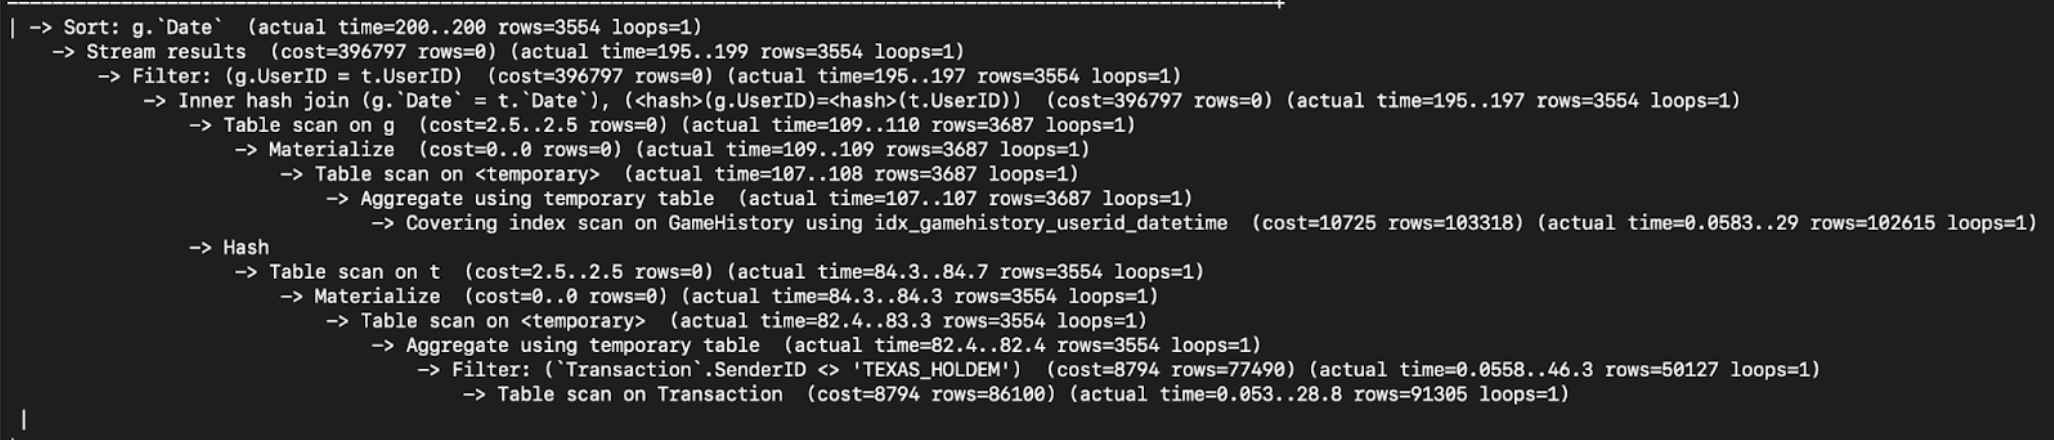 | -> Sort: g.`Date`  (actual time=200..200 rows=3554 loops=1)
    -> Stream results  (cost=396797 rows=0) (actual time=195..199 rows=3554 loops=1)
        -> Filter: (g.UserID = t.UserID)  (cost=396797 rows=0) (actual time=195..197 rows=3554 loops=1)
            -> Inner hash join (g.`Date` = t.`Date`), (<hash>(g.UserID)=<hash>(t.UserID))  (cost=396797 rows=0) (actual time=195..197 rows=3554 loops=1)
                -> Table scan on g  (cost=2.5..2.5 rows=0) (actual time=109..110 rows=3687 loops=1)
                    -> Materialize  (cost=0..0 rows=0) (actual time=109..109 rows=3687 loops=1)
                        -> Table scan on <temporary>  (actual time=107..108 rows=3687 loops=1)
                            -> Aggregate using temporary table  (actual time=107..107 rows=3687 loops=1)
                                -> Covering index scan on GameHistory using idx_gamehistory_userid_datetime  (cost=10725 rows=103318) (actual time=0.0583..29 rows=102615 loops=1)
                -> Hash
                    -> Table scan on t  (cost=2.5..2.5 rows=0) (actual time=84.3..84.7 rows=3554 loops=1)
                        -> Materialize  (cost=0..0 rows=0) (actual time=84.3..84.3 rows=3554 loops=1)
                            -> Table scan on <temporary>  (actual time=82.4..83.3 rows=3554 loops=1)
                                -> Aggregate using temporary table  (actual time=82.4..82.4 rows=3554 loops=1)
                                    -> Filter: (`Transaction`.SenderID <> 'TEXAS_HOLDEM')  (cost=8794 rows=77490) (actual time=0.0558..46.3 rows=50127 loops=1)
                                        -> Table scan on Transaction  (cost=8794 rows=86100) (actual time=0.053..28.8 rows=91305 loops=1)
 |